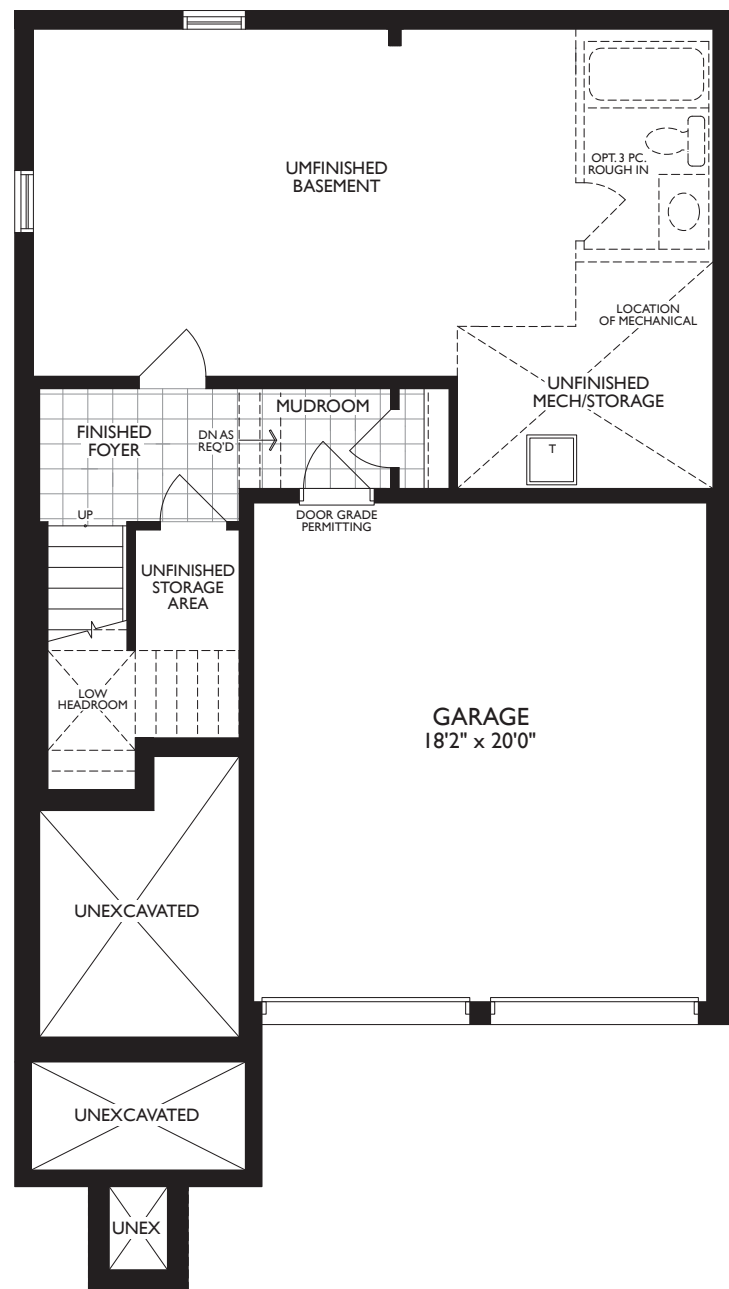 UMFINISHED
BASEMENT
OPT. 3 PC.
ROUGH IN
LOCATION
OF MECHANICAL
UNFINISHED
MECH/STORAGE
T
MUDROOM
FINISHED
FOYER
DN AS
REQ'D
UP
DOOR GRADE
PERMITTING
UNFINISHED
STORAGE
AREA
LOW
HEADROOM
GARAGE
18'2" x 20'0"
UNEXCAVATED
UNEXCAVATED
UNEX